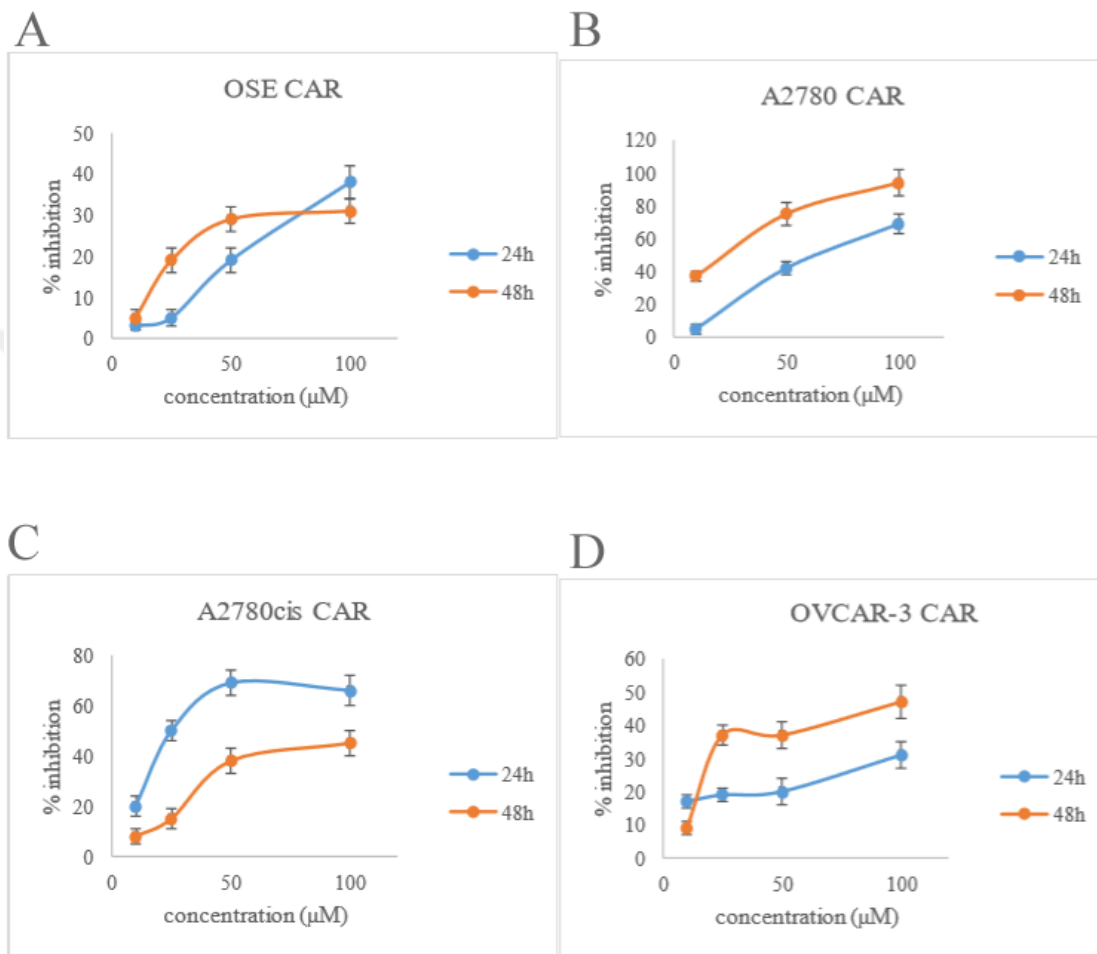 A
OSE CAR
50
40
30
20
10
0
% inhibition
0 50 100
concentration (µM)
24h
48h
B
A2780 CAR
120
100
80
60
40
20
0
% inhibition
0 50 100
concentration (µM)
24h
48h
C
A2780cis CAR
80
60
40
20
0
% inhibition
0 50 100
concentration (µM)
24h
48h
D
OVCAR-3 CAR
60
50
40
30
20
10
0
% inhibition
0 50 100
concentration (µM)
24h
48h